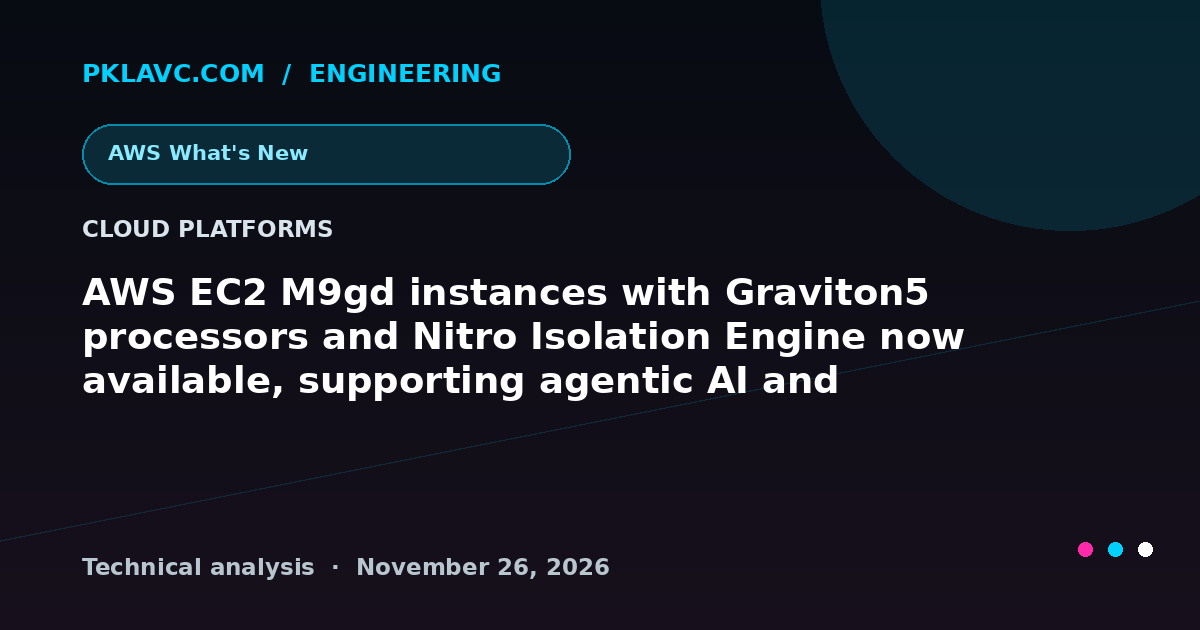 PKLAVC.COM / ENGINEERING
AWS What's New
CLOUD PLATFORMS
AWS EC2 M9gd instances with Graviton5
processors and Nitro Isolation Engine now
available, supporting agentic AI and
Technical analysis · November 26, 2026